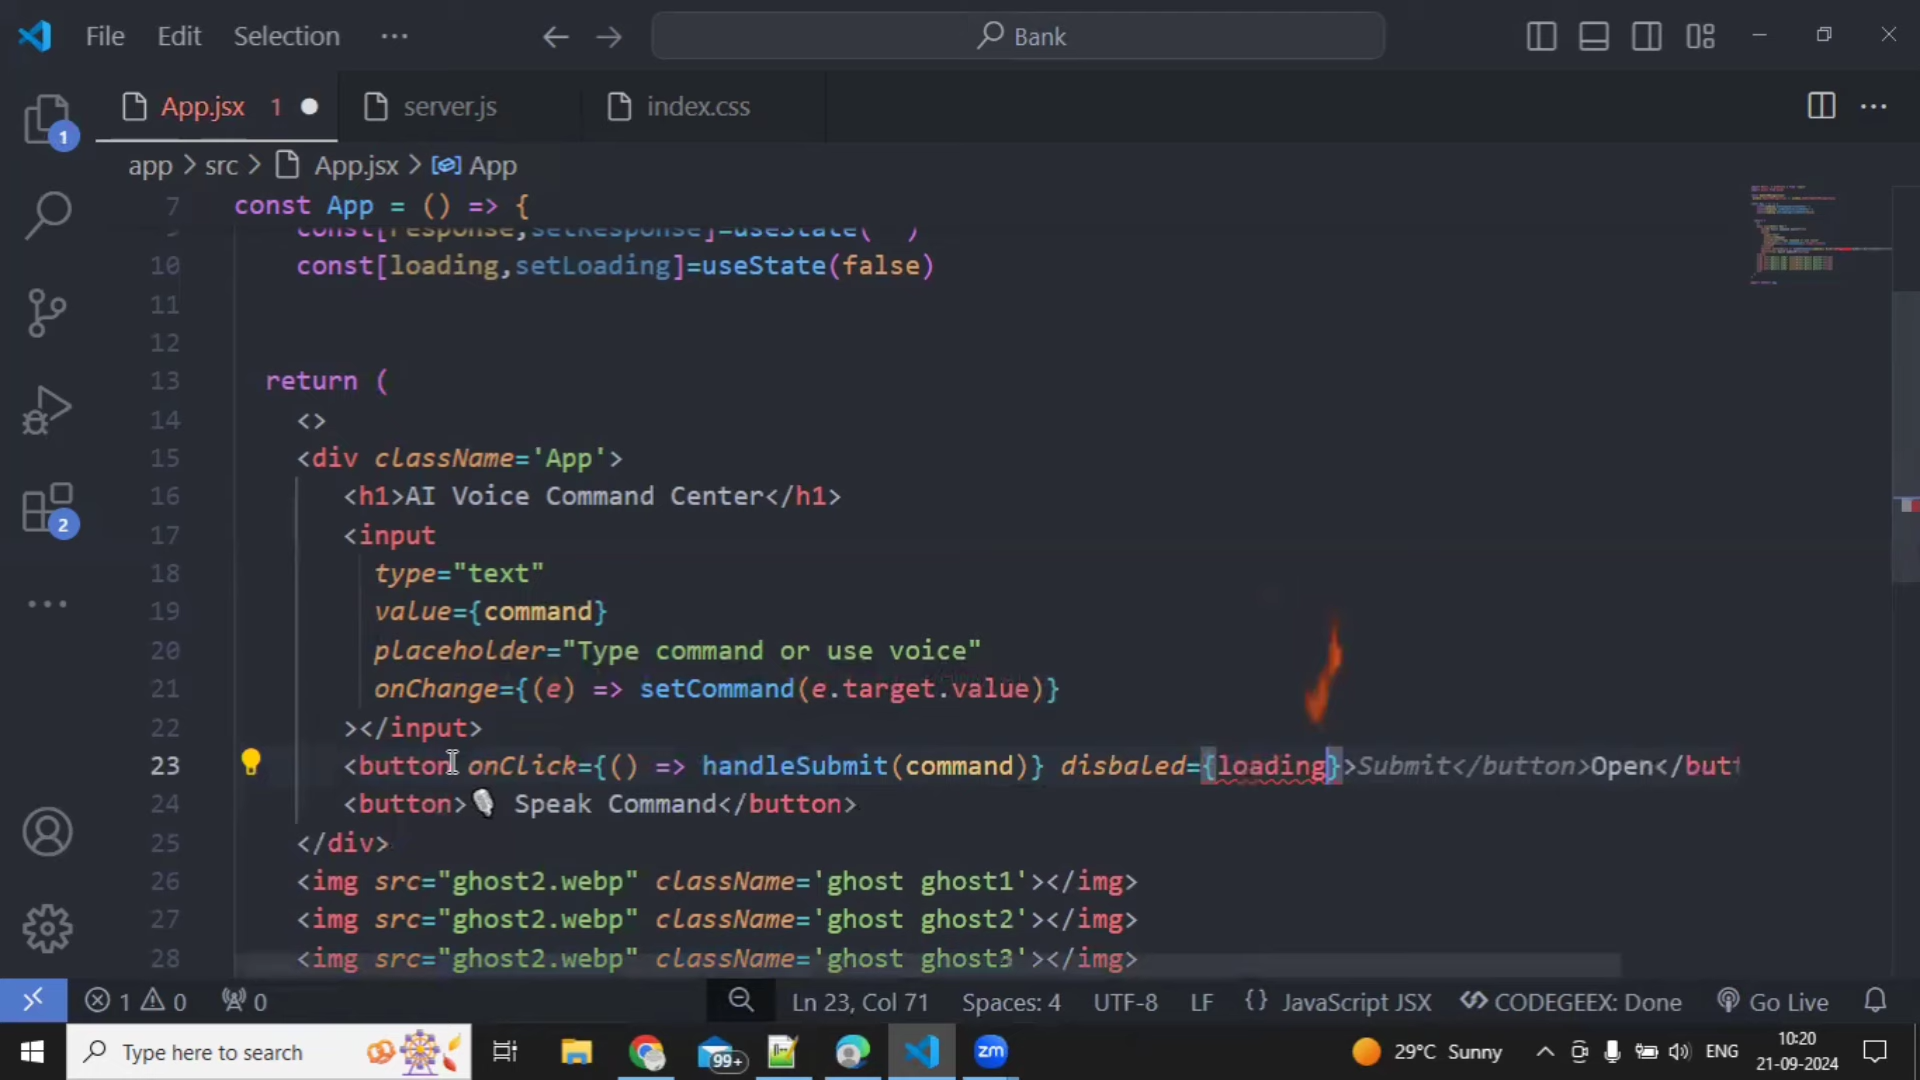 File Edit Selection ... Bank
App.jsx 1 server.js index.css
1
app > src > App.jsx > App
7 const App = () => {
const[response,setResponse]=useState(" ")
10 const[loading,setLoading]=useState(false)
11
12
13 return (
14 <>
15 <div className='App'>
16 <h1>AI Voice Command Center</h1>
17 <input
18 type="text"
19 value={command}
20 placeholder="Type command or use voice"
21 onChange={(e) => setCommand(e.target.value)}
22 ></input>
23 <button onClick={() => handleSubmit(command)} disbaled={loading}>Submit</button>Open</butt
24 <button>🎙 Speak Command</button>
25 </div>
26 <img src="ghost2.webp" className='ghost ghost1'></img>
27 <img src="ghost2.webp" className='ghost ghost2'></img>
28 <img src="ghost2.webp" className='ghost ghost3'></img>
2
1 0 0 Ln 23, Col 71 Spaces: 4 UTF-8 LF {} JavaScript JSX CODEGEEX: Done Go Live
Type here to search 99+ zm 29°C Sunny ENG 10:20
21-09-2024